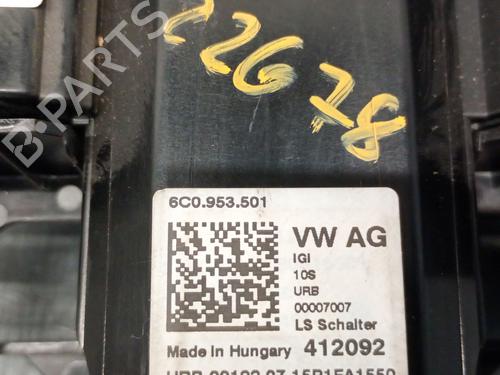 B-PARTS
22678
6C0.953.501
VW AG
IGI
10S
URB
00007007
LS Schalter
Made in Hungary 412092